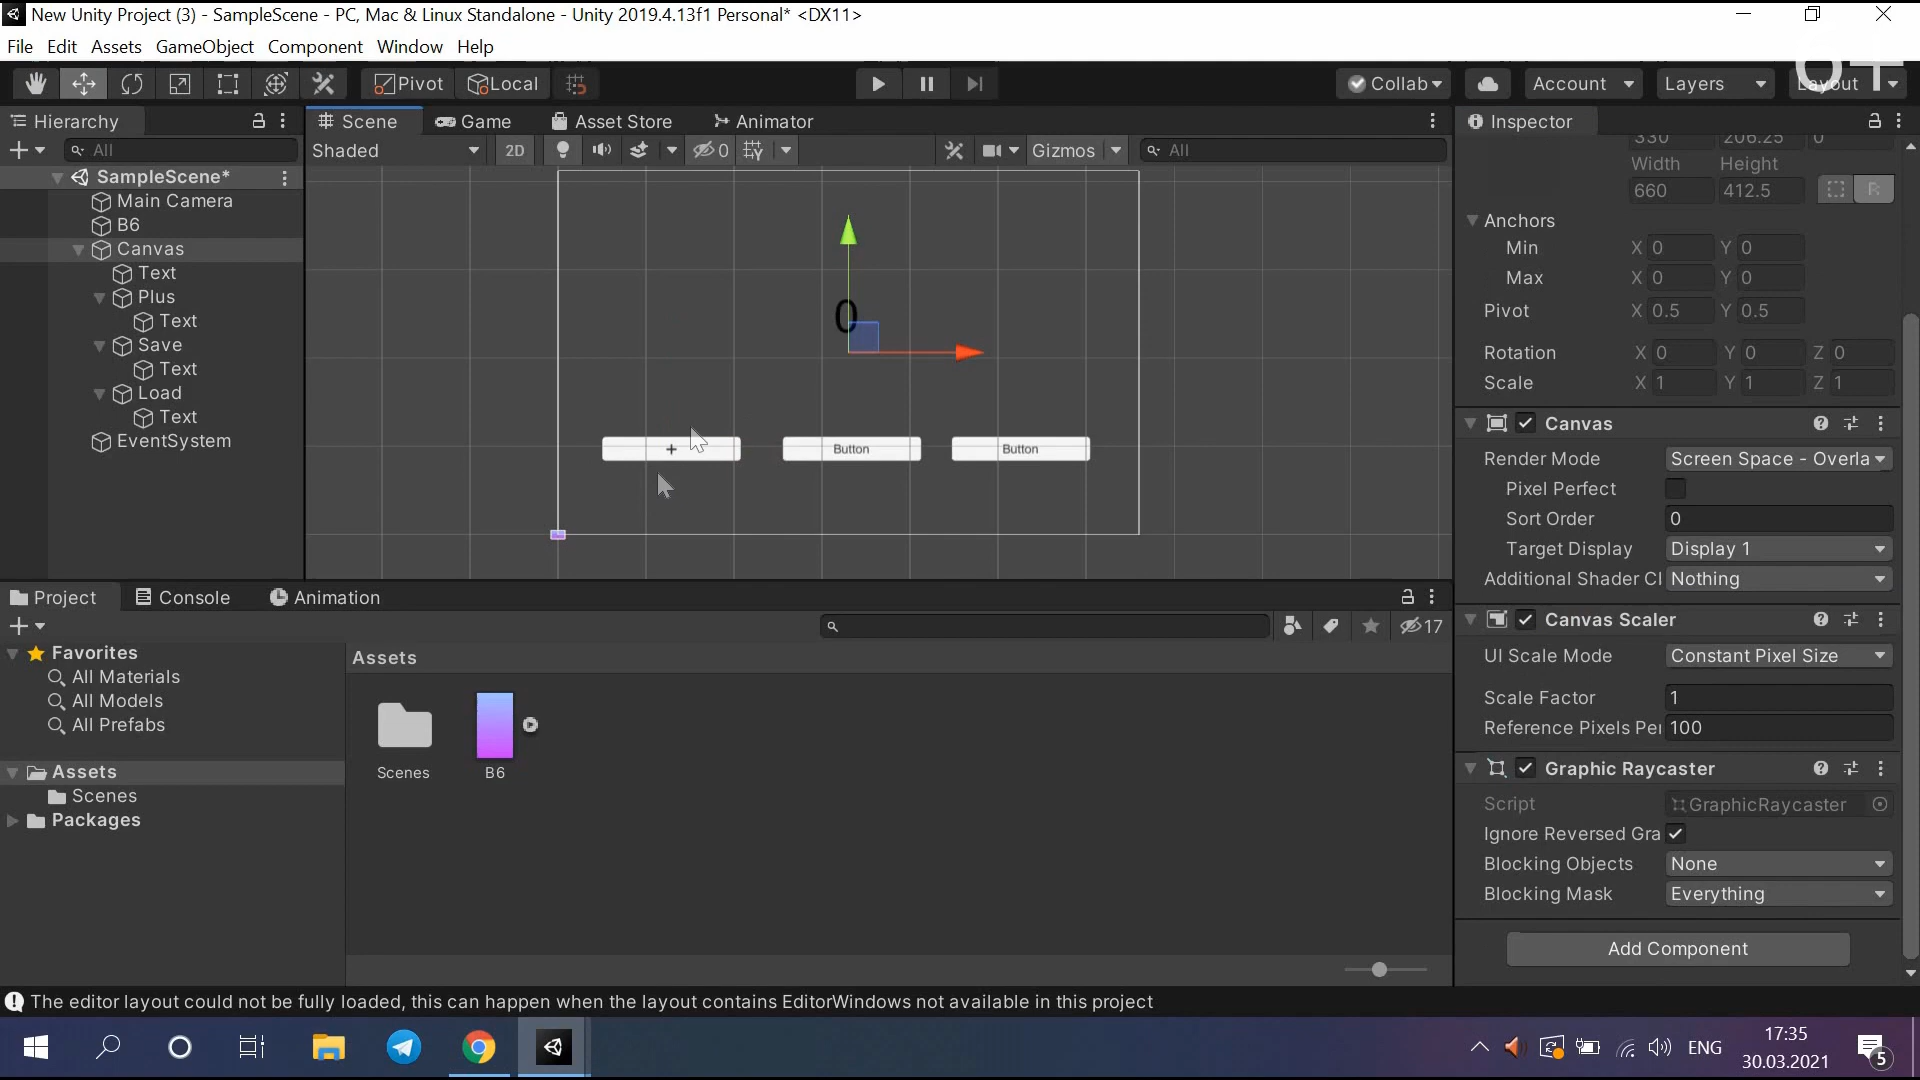 New Unity Project (3) - SampleScene - PC, Mac & Linux Standalone - Unity 2019.4.13f1 Personal* <DX11>
File Edit Assets GameObject Component Window Help
Pivot Local Collab Account Layers Layout
Hierarchy Scene Game Asset Store Animator Inspector
All Shaded 2D 0 Gizmos All
330 206.25 0
SampleScene*
Main Camera
B6
Canvas
Text
Plus
Text
Save
Text
Load
Text
EventSystem
0
+ Button Button
Width Height
660 412.5 R
Anchors
Min X 0 Y 0
Max X 0 Y 0
Pivot X 0.5 Y 0.5
Rotation X 0 Y 0 Z 0
Scale X 1 Y 1 Z 1
Canvas
Render Mode Screen Space - Overla
Pixel Perfect
Sort Order 0
Target Display Display 1
Additional Shader Cl Nothing
Canvas Scaler
UI Scale Mode Constant Pixel Size
Scale Factor 1
Reference Pixels Per 100
Graphic Raycaster
Script GraphicRaycaster
Ignore Reversed Gra
Blocking Objects None
Blocking Mask Everything
Add Component
Project Console Animation
17
Favorites
All Materials
All Models
All Prefabs
Assets
Scenes
Packages
Assets
Scenes B6
The editor layout could not be fully loaded, this can happen when the layout contains EditorWindows not available in this project
ENG 17:35
30.03.2021
5